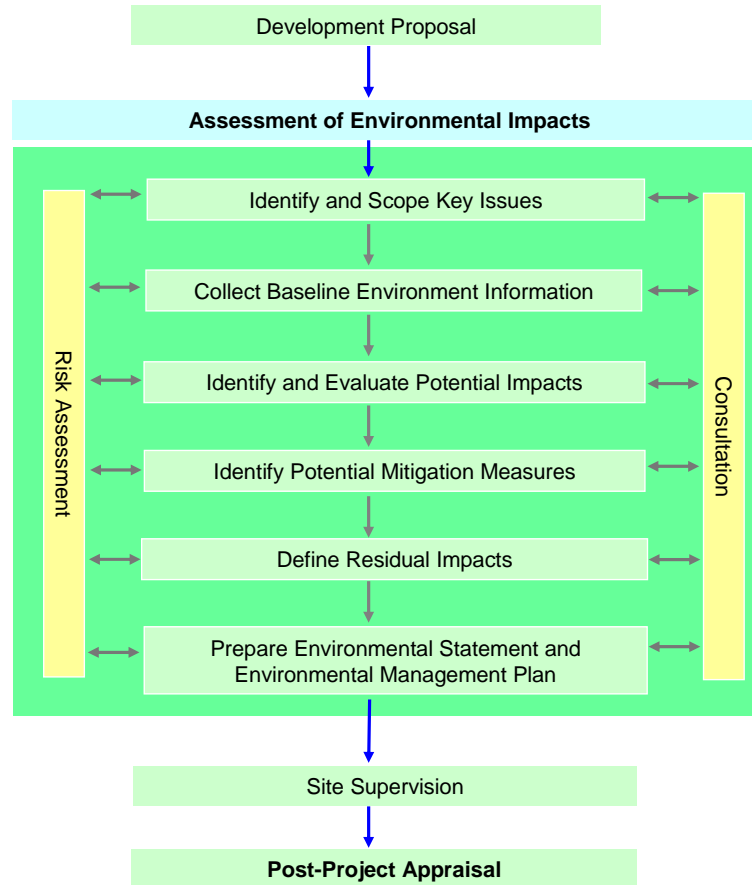 Development Proposal
Assessment of Environmental Impacts
Identify and Scope Key Issues
Collect Baseline Environment Information
Identify and Evaluate Potential Impacts
Identify Potential Mitigation Measures
Define Residual Impacts
Prepare Environmental Statement and
Environmental Management Plan
Risk Assessment
Consultation
Site Supervision
Post-Project Appraisal